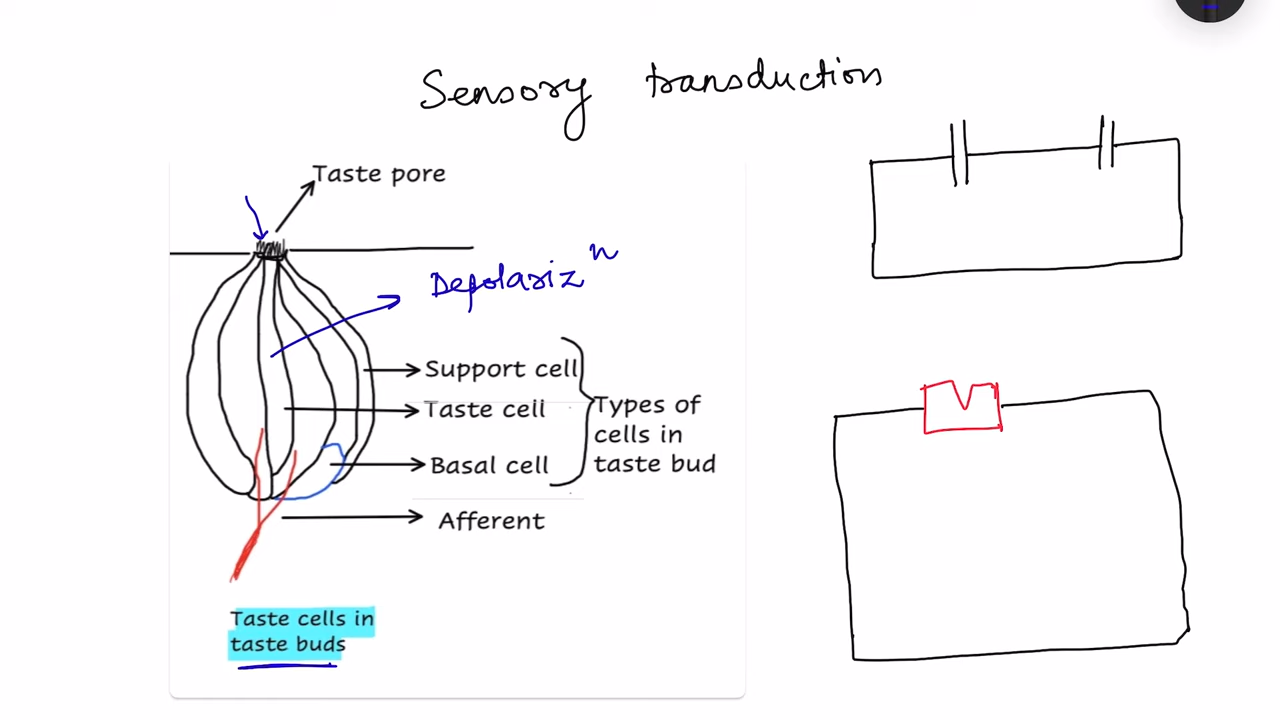 Sensory transduction
Taste pore
Depolarizn
Support cell
Taste cell
Basal cell
Types of
cells in
taste bud
Afferent
Taste cells in
taste buds